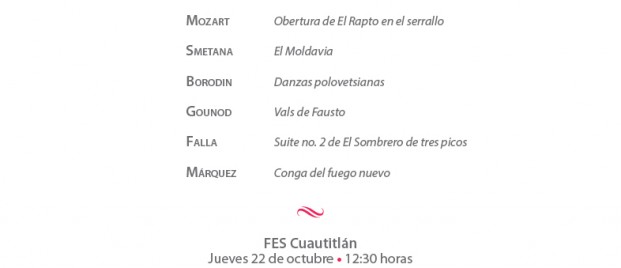 Mozart Obertura de El Rapto en el serrallo
Smetana El Moldavia
Borodin Danzas polovetsianas
Gounod Vals de Fausto
Falla Suite no. 2 de El Sombrero de tres picos
Márquez Conga del fuego nuevo
FES Cuautitlán
Jueves 22 de octubre • 12:30 horas